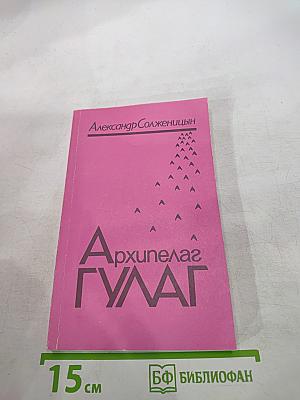 Александр Солженицын
Архипелаг
ГУЛАГ
15 см
БФ БИБЛИОФАН